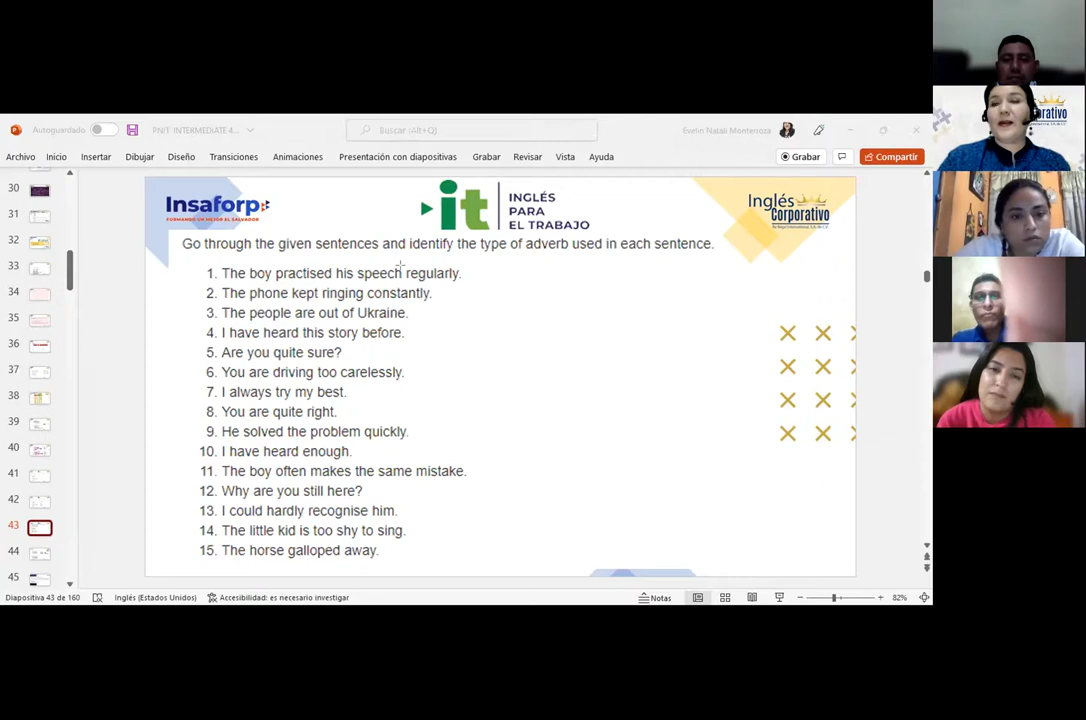 Autoguardado
PNIT INTERMEDIATE 4...
Buscar (Alt+Q)
Evelin Natali Monterroza
Archivo Inicio Insertar Dibujar Diseño Transiciones Animaciones Presentación con diapositivas Grabar Revisar Vista Ayuda
Grabar
Compartir
30
31
32
33
34
35
36
37
38
39
40
41
42
43
44
45
Insaforp
FORMANDO UN MEJOR EL SALVADOR
it
INGLÉS
PARA
EL TRABAJO
Inglés
Corporativo
Go through the given sentences and identify the type of adverb used in each sentence.
1. The boy practised his speech regularly.
2. The phone kept ringing constantly.
3. The people are out of Ukraine.
4. I have heard this story before.
5. Are you quite sure?
6. You are driving too carelessly.
7. I always try my best.
8. You are quite right.
9. He solved the problem quickly.
10. I have heard enough.
11. The boy often makes the same mistake.
12. Why are you still here?
13. I could hardly recognise him.
14. The little kid is too shy to sing.
15. The horse galloped away.
Diapositiva 43 de 160
Inglés (Estados Unidos)
Accesibilidad: es necesario investigar
Notas
82%